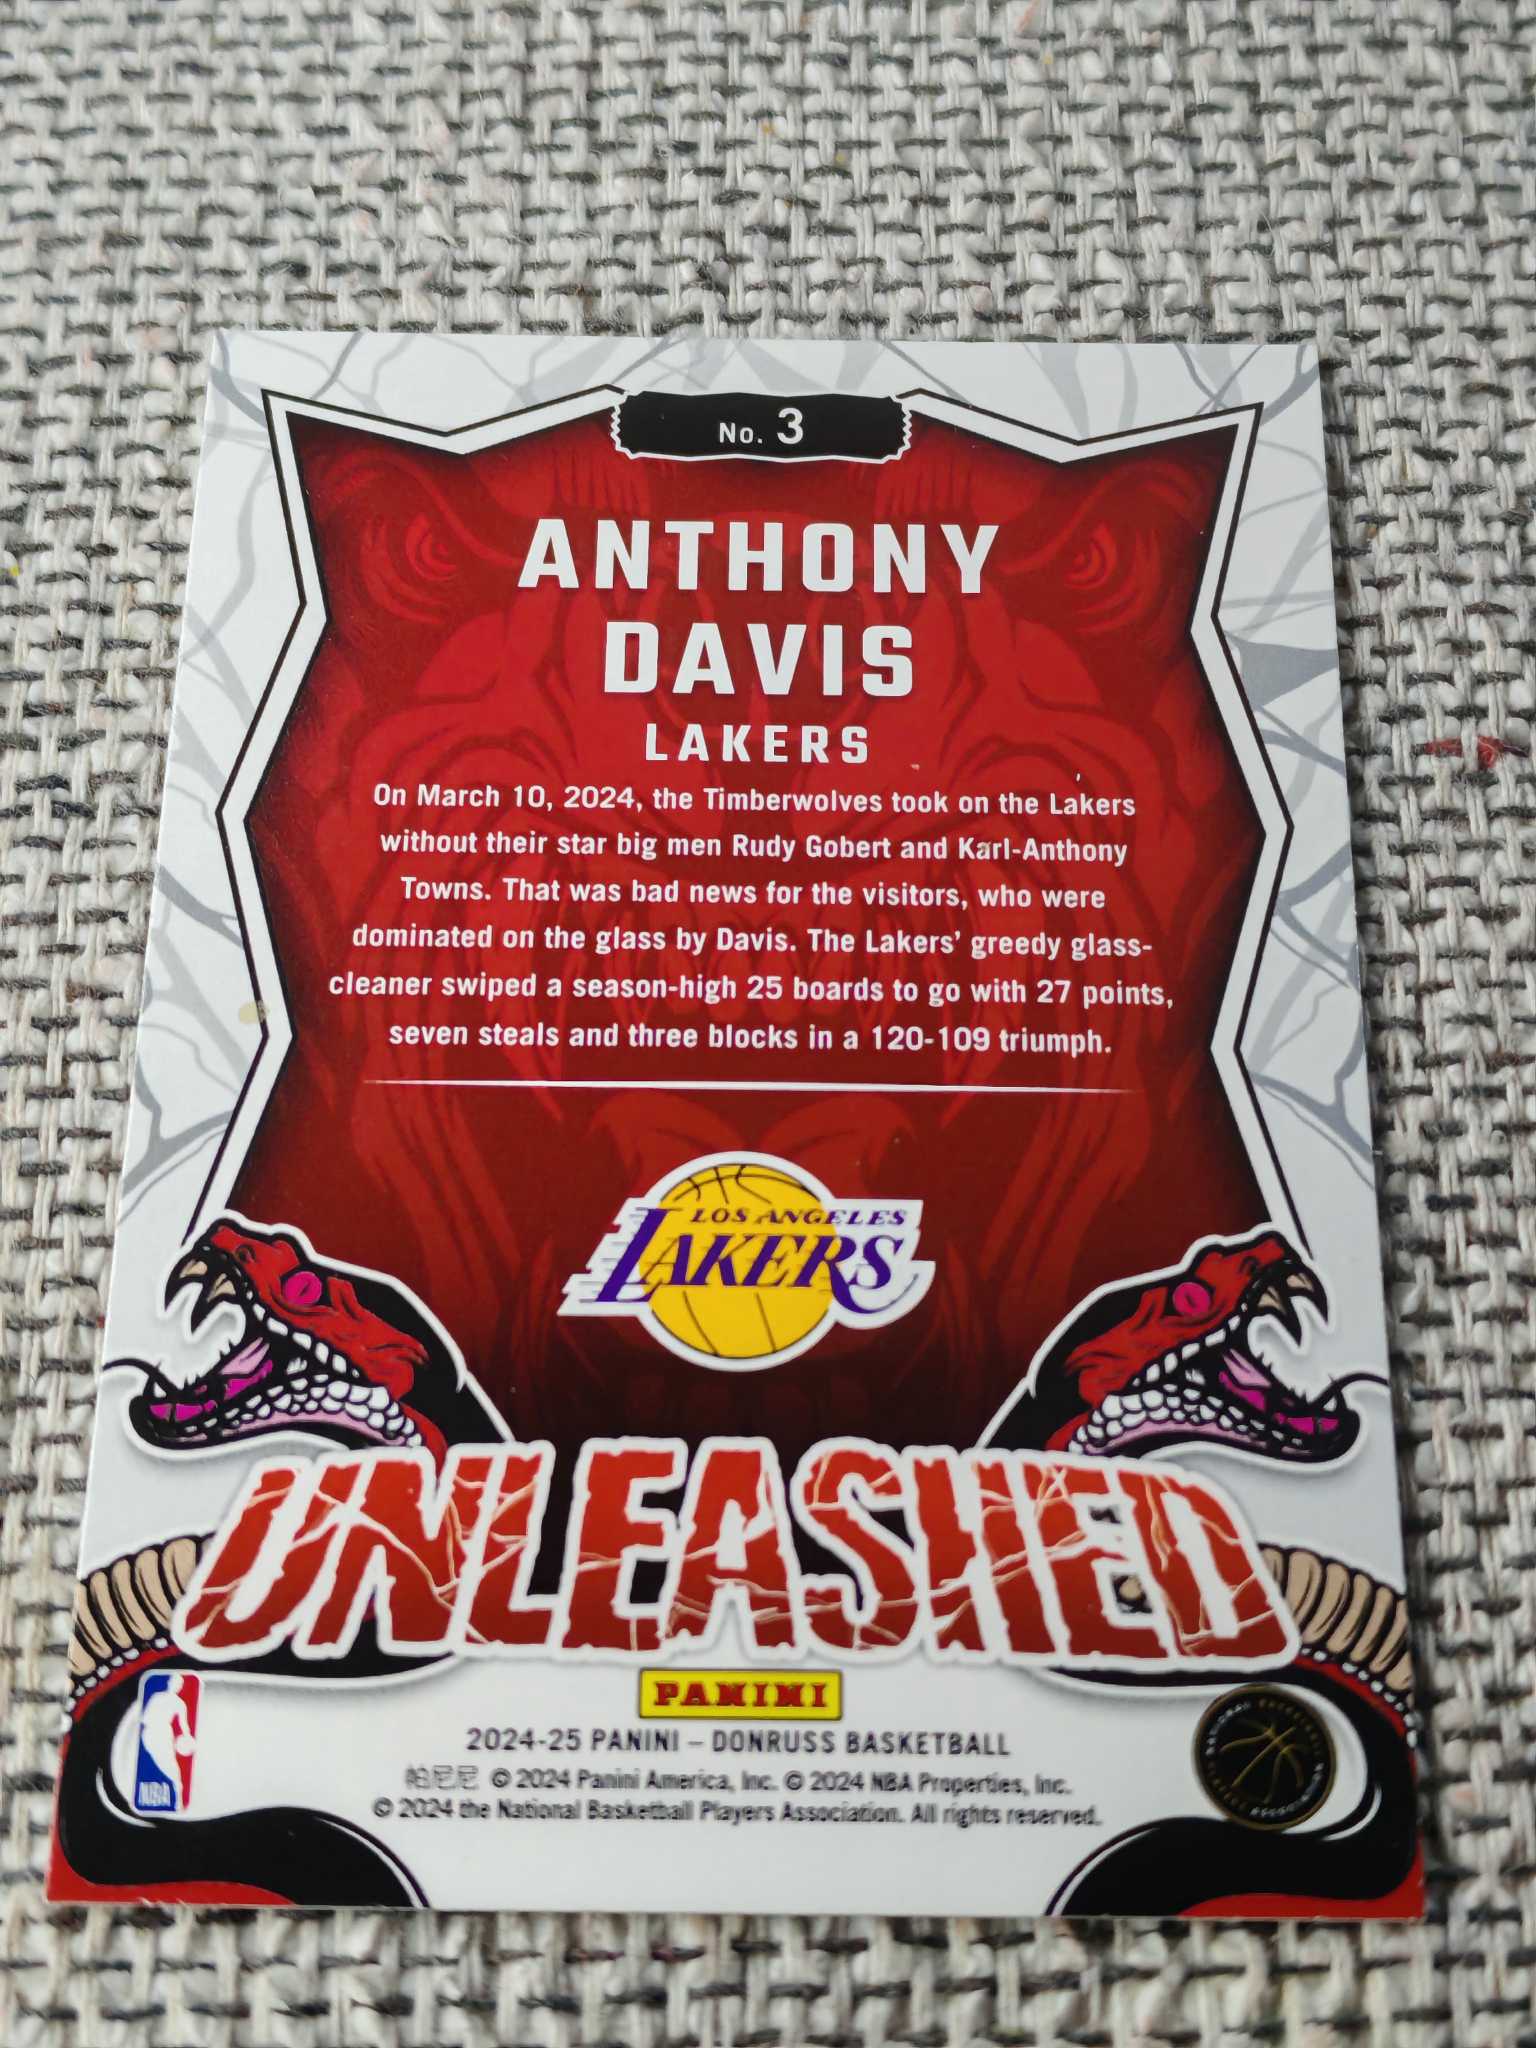 No. 3
ANTHONY
DAVIS
LAKERS
On March 10, 2024, the Timberwolves took on the Lakers
without their star big men Rudy Gobert and Karl-Anthony
Towns. That was bad news for the visitors, who were
dominated on the glass by Davis. The Lakers’ greedy glass-
cleaner swiped a season-high 25 boards to go with 27 points,
seven steals and three blocks in a 120-109 triumph.
LOS ANGELES
LAKERS
UNLEASHED
PANINI
2024-25 PANINI – DONRUSS BASKETBALL
帕尼尼 © 2024 Panini America, Inc. © 2024 NBA Properties, Inc.
© 2024 the National Basketball Players Association. All rights reserved.
NBA
NATIONAL BASKETBALL
PLAYERS ASSOCIATION